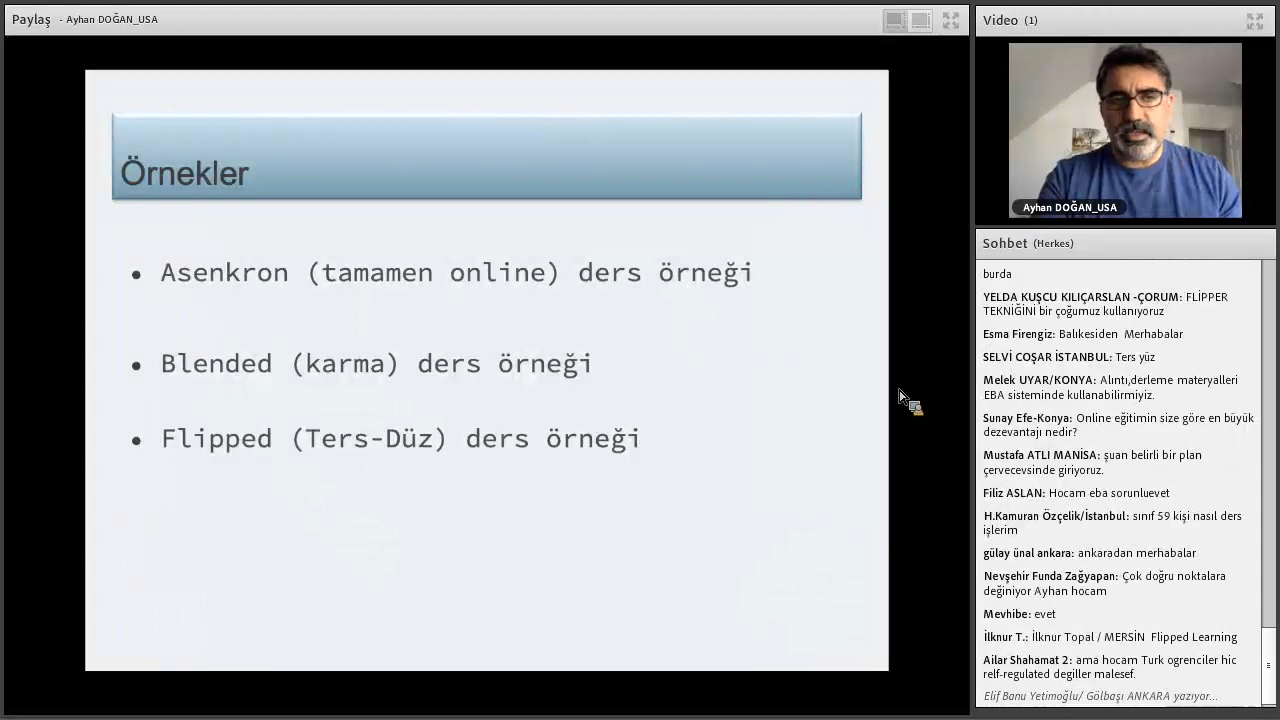 Paylaş - Ayhan DOĞAN_USA
Örnekler
• Asenkron (tamamen online) ders örneği
• Blended (karma) ders örneği
• Flipped (Ters-Düz) ders örneği
Video (1)
Ayhan DOĞAN_USA
Sohbet (Herkes)
burda
YELDA KUŞCU KILIÇARSLAN -ÇORUM: FLİPPER
TEKNİĞİNİ bir çoğumuz kullanıyoruz
Esma Firengiz: Balıkesiden Merhabalar
SELVİ COŞAR İSTANBUL: Ters yüz
Melek UYAR/KONYA: Alıntı,derleme materyalleri
EBA sisteminde kullanabilirmiyiz.
Sunay Efe-Konya: Online eğitimin size göre en büyük
dezevantajı nedir?
Mustafa ATLI MANİSA: şuan belirli bir plan
çervecevsinde giriyoruz.
Filiz ASLAN: Hocam eba sorunluevet
H.Kamuran Özçelik/İstanbul: sınıf 59 kişi nasıl ders
işlerim
gülay ünal ankara: ankaradan merhabalar
Nevşehir Funda Zağyapan: Çok doğru noktalara
değiniyor Ayhan hocam
Mevhibe: evet
İlknur T.: İlknur Topal / MERSİN Flipped Learning
Ailar Shahamat 2: ama hocam Turk ogrenciler hic
relf-regulated degiller malesef.
Elif Banu Yetimoğlu/ Gölbaşı ANKARA yazıyor...